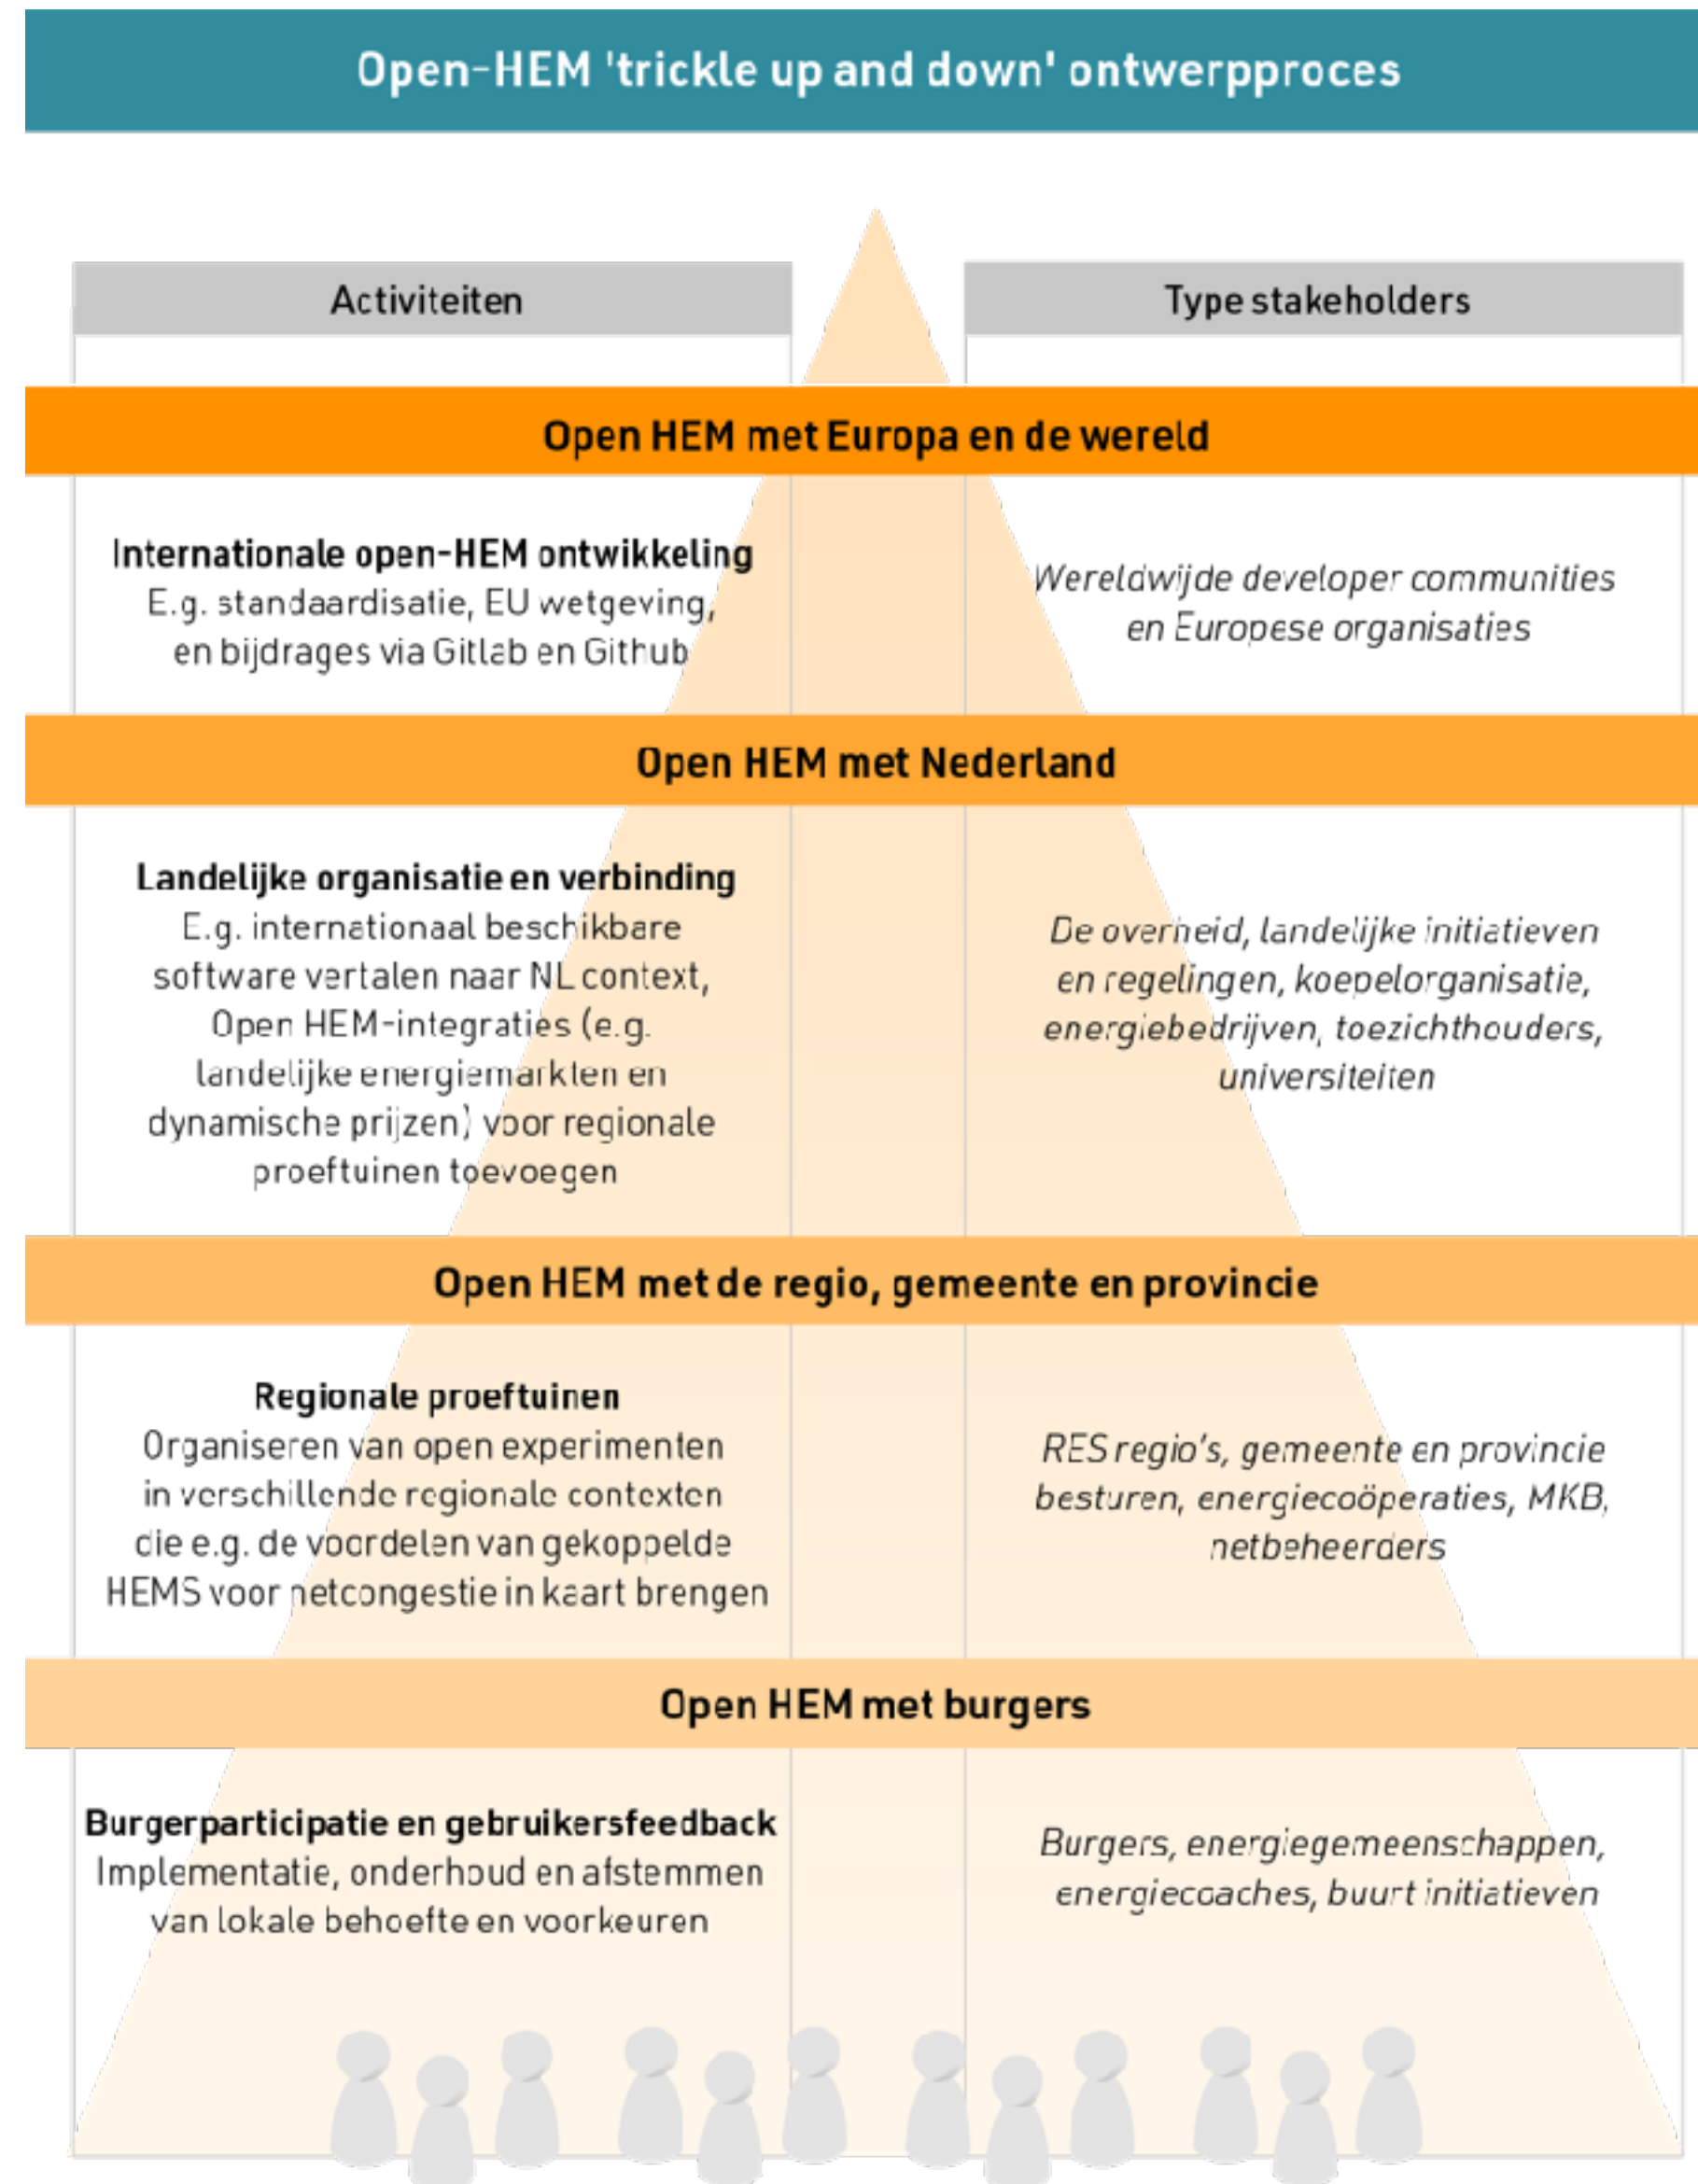 Open-HEM 'trickle up and down' ontwerpproces
Activiteiten
Type stakeholders
Open HEM met Europa en de wereld
Internationale open-HEM ontwikkeling
E.g. standaardisatie, EU wetgeving,
en bijdrages via Gitlab en Github
Wereldwijde developer communities
en Europese organisaties
Open HEM met Nederland
Landelijke organisatie en verbinding
E.g. internationaal beschikbare
software vertalen naar NL context,
Open HEM-integraties (e.g.
landelijke energiemarkten en
dynamische prijzen) voor regionale
proeftuinen toevoegen
De overheid, landelijke initiatieven
en regelingen, koepelorganisatie,
energiebedrijven, toezichthouders,
universiteiten
Open HEM met de regio, gemeente en provincie
Regionale proeftuinen
Organiseren van open experimenten
in verschillende regionale contexten
die e.g. de voordelen van gekoppelde
HEMS voor netcongestie in kaart brengen
RES regio's, gemeente en provincie
besturen, energiecoöperaties, MKB,
netbeheerders
Open HEM met burgers
Burgerparticipatie en gebruikersfeedback
Implementatie, onderhoud en afstemmen
van lokale behoefte en voorkeuren
Burgers, energiegemeenschappen,
energiecoaches, buurt initiatieven